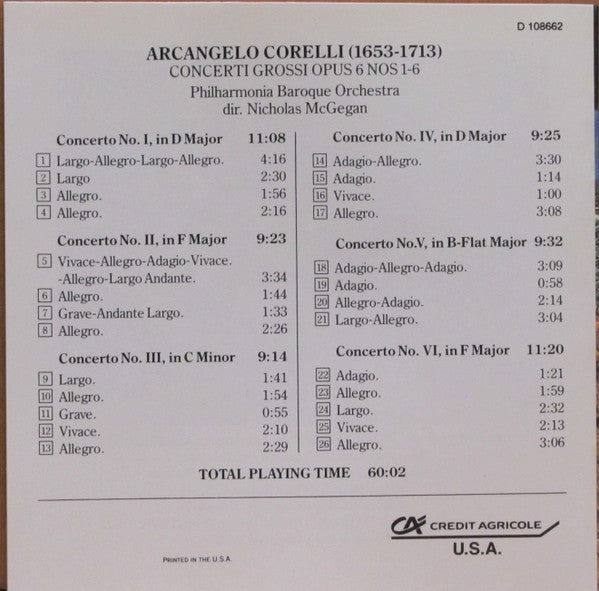 D 108662
ARCANGELO CORELLI (1653-1713)
CONCERTI GROSSI OPUS 6 NOS 1-6
Philharmonia Baroque Orchestra
dir. Nicholas McGegan
Concerto No. I, in D Major 11:08
1 Largo-Allegro-Largo-Allegro. 4:16
2 Largo 2:30
3 Allegro. 1:56
4 Allegro. 2:16
Concerto No. II, in F Major 9:23
5 Vivace-Allegro-Adagio-Vivace.
-Allegro-Largo Andante. 3:34
6 Allegro. 1:44
7 Grave-Andante Largo. 1:33
8 Allegro. 2:26
Concerto No. III, in C Minor 9:14
9 Largo. 1:41
10 Allegro. 1:54
11 Grave. 0:55
12 Vivace. 2:10
13 Allegro. 2:29
Concerto No. IV, in D Major 9:25
14 Adagio-Allegro. 3:30
15 Adagio. 1:14
16 Vivace. 1:00
17 Allegro. 3:08
Concerto No.V, in B-Flat Major 9:32
18 Adagio-Allegro-Adagio. 3:09
19 Adagio. 0:58
20 Allegro-Adagio. 2:14
21 Largo-Allegro. 3:04
Concerto No. VI, in F Major 11:20
22 Adagio. 1:21
23 Allegro. 1:59
24 Largo. 2:32
25 Vivace. 2:13
26 Allegro. 3:06
TOTAL PLAYING TIME 60:02
CA CREDIT AGRICOLE
U.S.A.
PRINTED IN THE U.S.A.